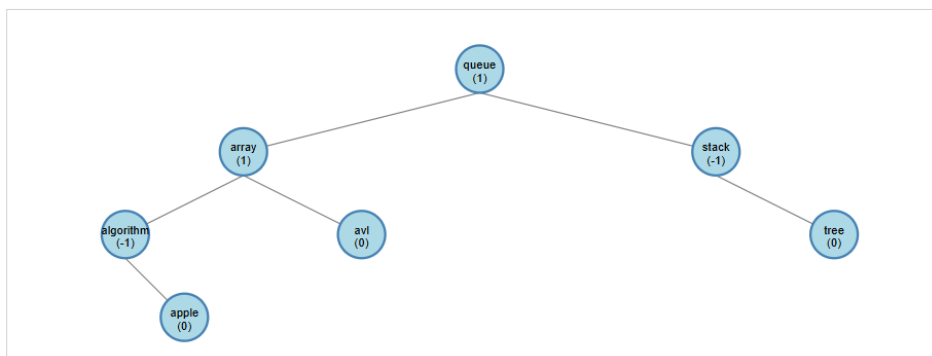 queue
(1)
array
(1)
stack
(-1)
algorithm
(-1)
avl
(0)
tree
(0)
apple
(0)